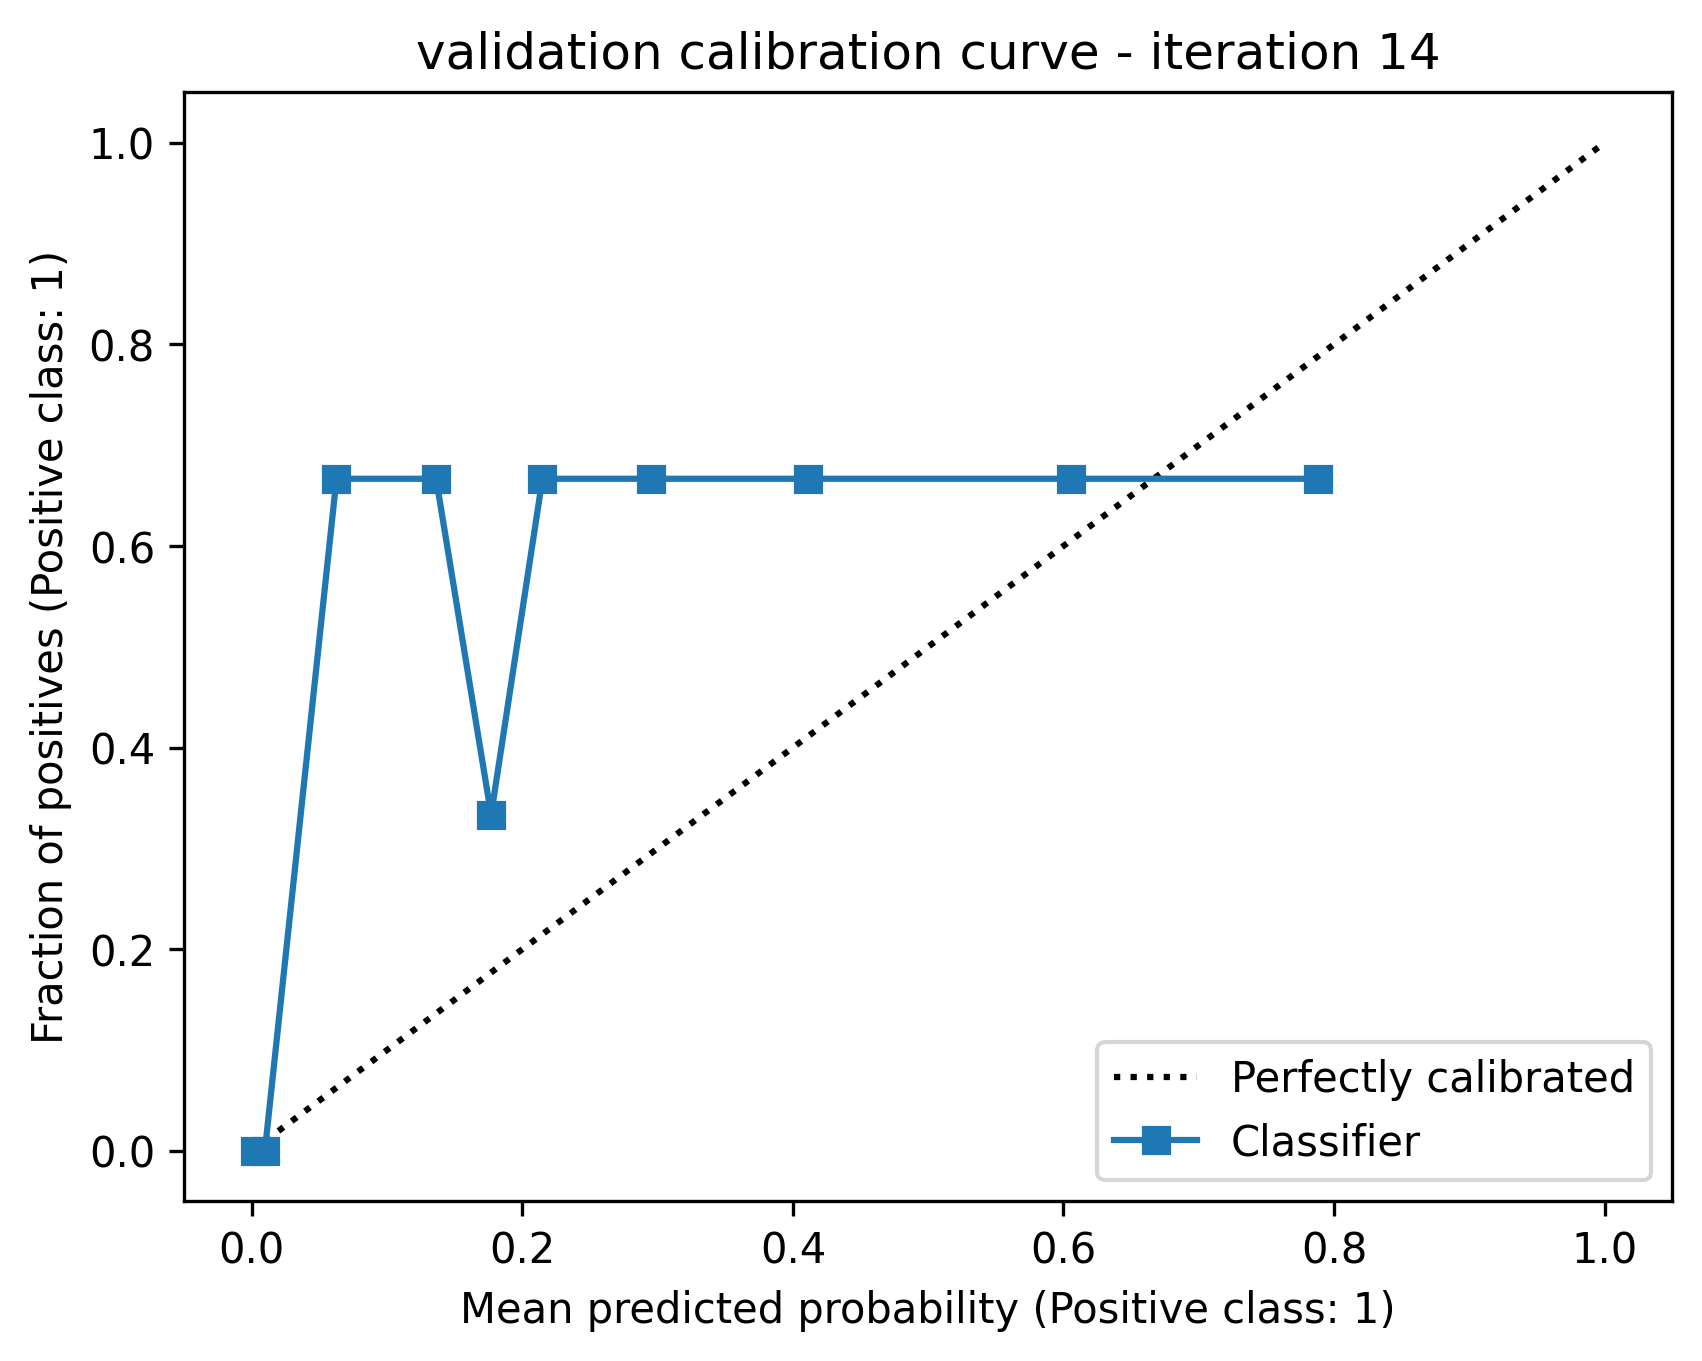 validation calibration curve - iteration 14
1.0
0.8
0.6
0.4
0.2
0.0
Fraction of positives (Positive class: 1)
Perfectly calibrated
Classifier
0.0 0.2 0.4 0.6 0.8 1.0
Mean predicted probability (Positive class: 1)